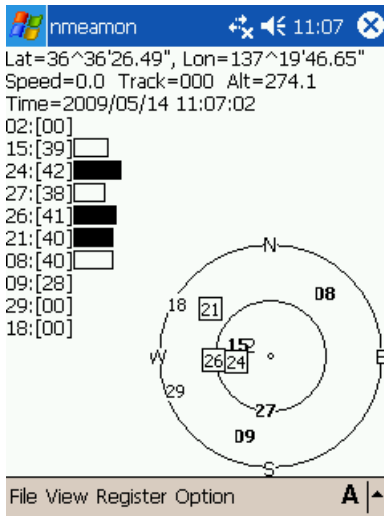 nmeamon 11:07
Lat=36^36'26.49", Lon=137^19'46.65"
Speed=0.0 Track=000 Alt=274.1
Time=2009/05/14 11:07:02
02:[00]
15:[39]
24:[42]
27:[38]
26:[41]
21:[40]
08:[40]
09:[28]
29:[00]
18:[00]
N
08
18 21
15 2
W 26 24 E
29
27
09
S
File View Register Option A